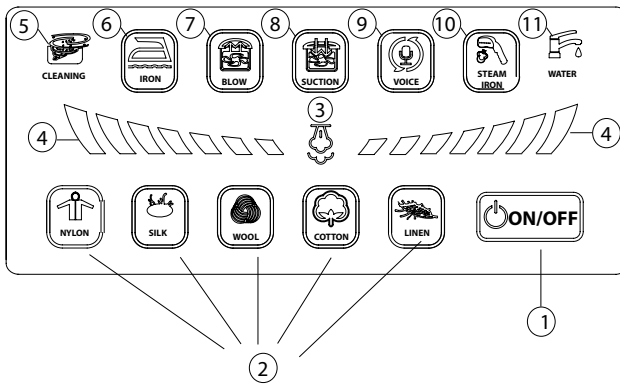 5 6 7 8 9 10 11
CLEANING IRON BLOW SUCTION VOICE STEAM IRON WATER
3
4 4
NYLON SILK WOOL COTTON LINEN ON/OFF
1
2